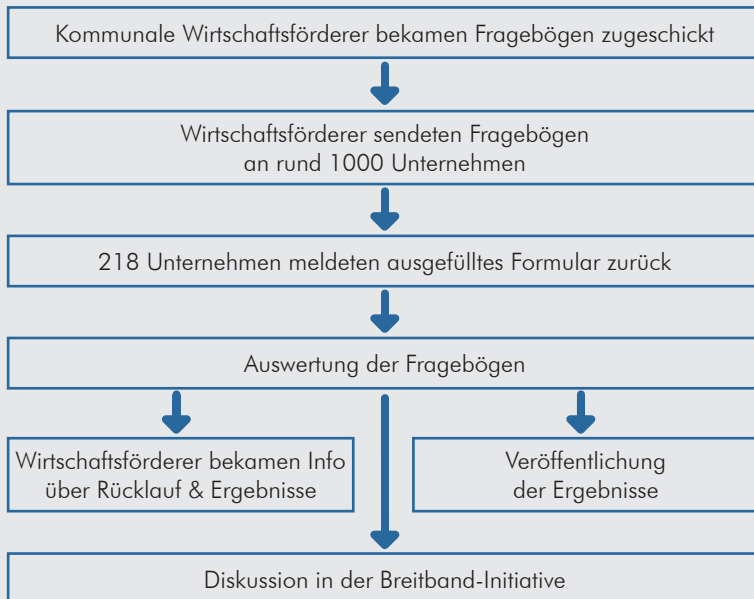 Kommunale Wirtschaftsförderer bekamen Fragebögen zugeschickt
Wirtschaftsförderer sendeten Fragebögen
an rund 1000 Unternehmen
218 Unternehmen meldeten ausgefülltes Formular zurück
Auswertung der Fragebögen
Wirtschaftsförderer bekamen Info
über Rücklauf & Ergebnisse
Veröffentlichung
der Ergebnisse
Diskussion in der Breitband-Initiative